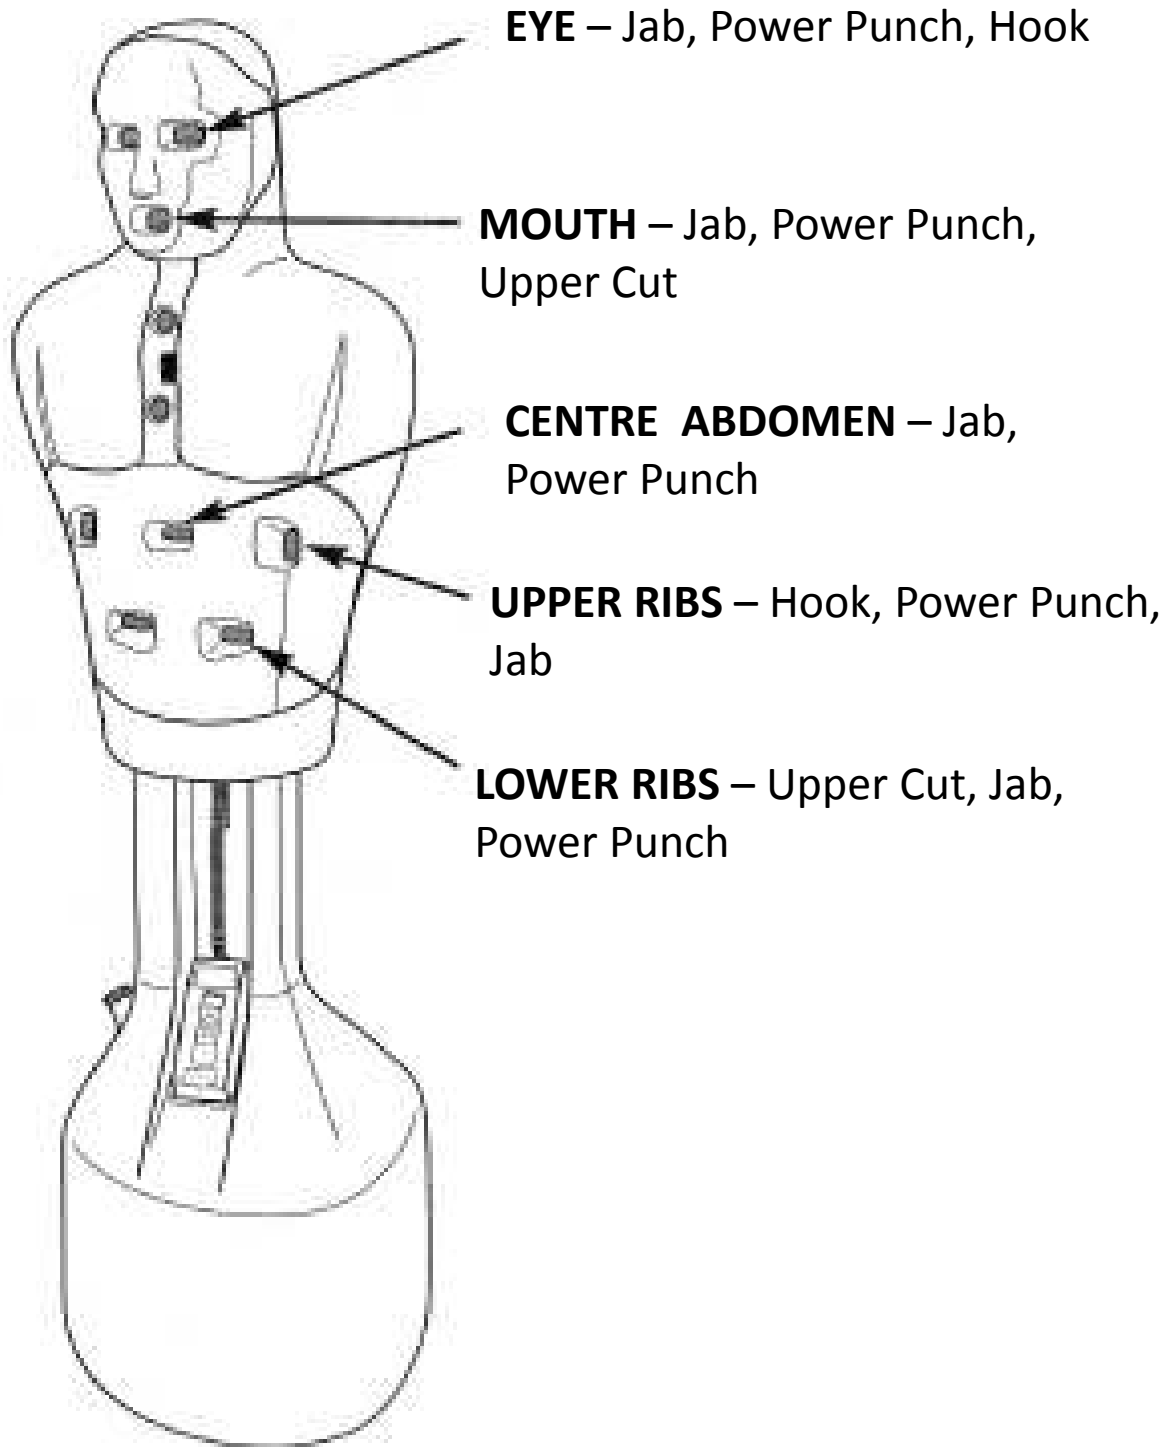 EYE – Jab, Power Punch, Hook
MOUTH – Jab, Power Punch,
Upper Cut
CENTRE ABDOMEN – Jab,
Power Punch
UPPER RIBS – Hook, Power Punch,
Jab
LOWER RIBS – Upper Cut, Jab,
Power Punch